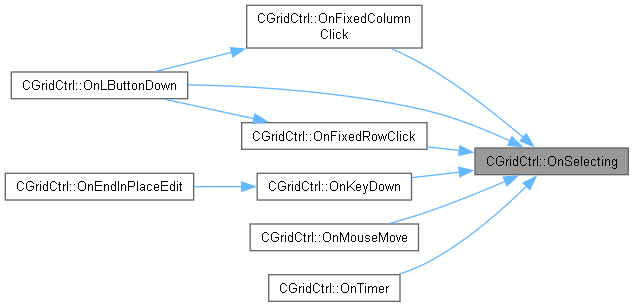 CGridCtrl::OnFixedColumn
Click
CGridCtrl::OnLButtonDown
CGridCtrl::OnFixedRowClick
CGridCtrl::OnSelecting
CGridCtrl::OnEndInPlaceEdit
CGridCtrl::OnKeyDown
CGridCtrl::OnMouseMove
CGridCtrl::OnTimer